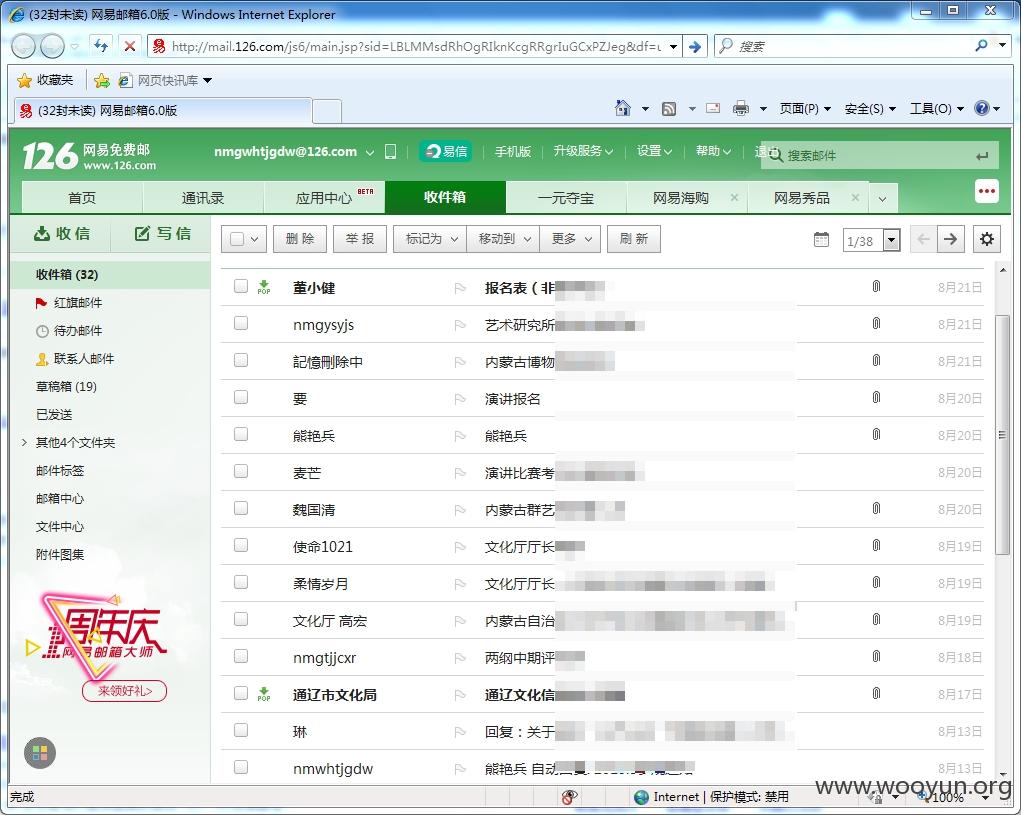 (32封未读) 网易邮箱6.0版 - Windows Internet Explorer
http://mail.126.com/js6/main.jsp?sid=LBLMMsdRhOgRIknKcgRRgrIuGCxPZJeg&df=u
搜索
收藏夹 网页快讯库
(32封未读) 网易邮箱6.0版 页面(P) 安全(S) 工具(O)
126 网易免费邮
www.126.com
nmgwhtjgdw@126.com 易信 手机版 升级服务 设置 帮助 退出 搜索邮件
首页 通讯录 应用中心 BETA 收件箱 一元夺宝 网易海购 网易秀品
收信 写信 删除 举报 标记为 移动到 更多 刷新 1/38
收件箱 (32)
红旗邮件
待办邮件
联系人邮件
草稿箱 (19)
已发送
其他4个文件夹
邮件标签
邮箱中心
文件中心
附件图集
周年庆
网易邮箱大师
来领好礼>
POP 董小健 报名表（非 8月21日
nmgysyjs 艺术研究所 8月21日
記憶刪除中 内蒙古博物 8月21日
要 演讲报名 8月20日
熊艳兵 熊艳兵 8月20日
麦芒 演讲比赛考 8月20日
魏国清 内蒙古群艺 8月20日
使命1021 文化厅厅长 8月19日
柔情岁月 文化厅厅长 8月19日
文化厅 高宏 内蒙古自治 8月19日
nmgtjjcxr 两纲中期评 8月18日
POP 通辽市文化局 通辽文化信 8月17日
琳 回复：关于 8月13日
nmwhtjgdw 熊艳兵 自动 8月13日
完成 Internet | 保护模式: 禁用 100%
www.wooyun.org